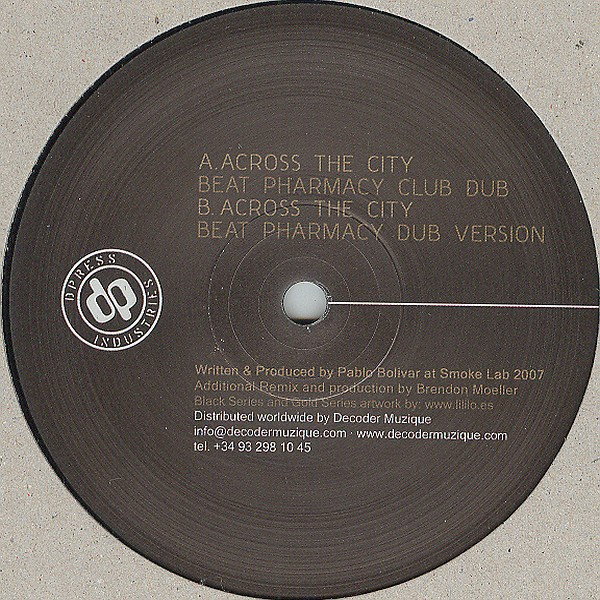 A. ACROSS THE CITY
BEAT PHARMACY CLUB DUB
B. ACROSS THE CITY
BEAT PHARMACY DUB VERSION
DPRESS
dp
INDUSTRIES
Written & Produced by Pablo Bolivar at Smoke Lab 2007
Additional Remix and production by Brendon Moeller
Black Series and Gold Series artwork by: www.lililo.es
Distributed worldwide by Decoder Muzique
info@decodermuzique.com · www.decodermuzique.com
tel. +34 93 298 10 45